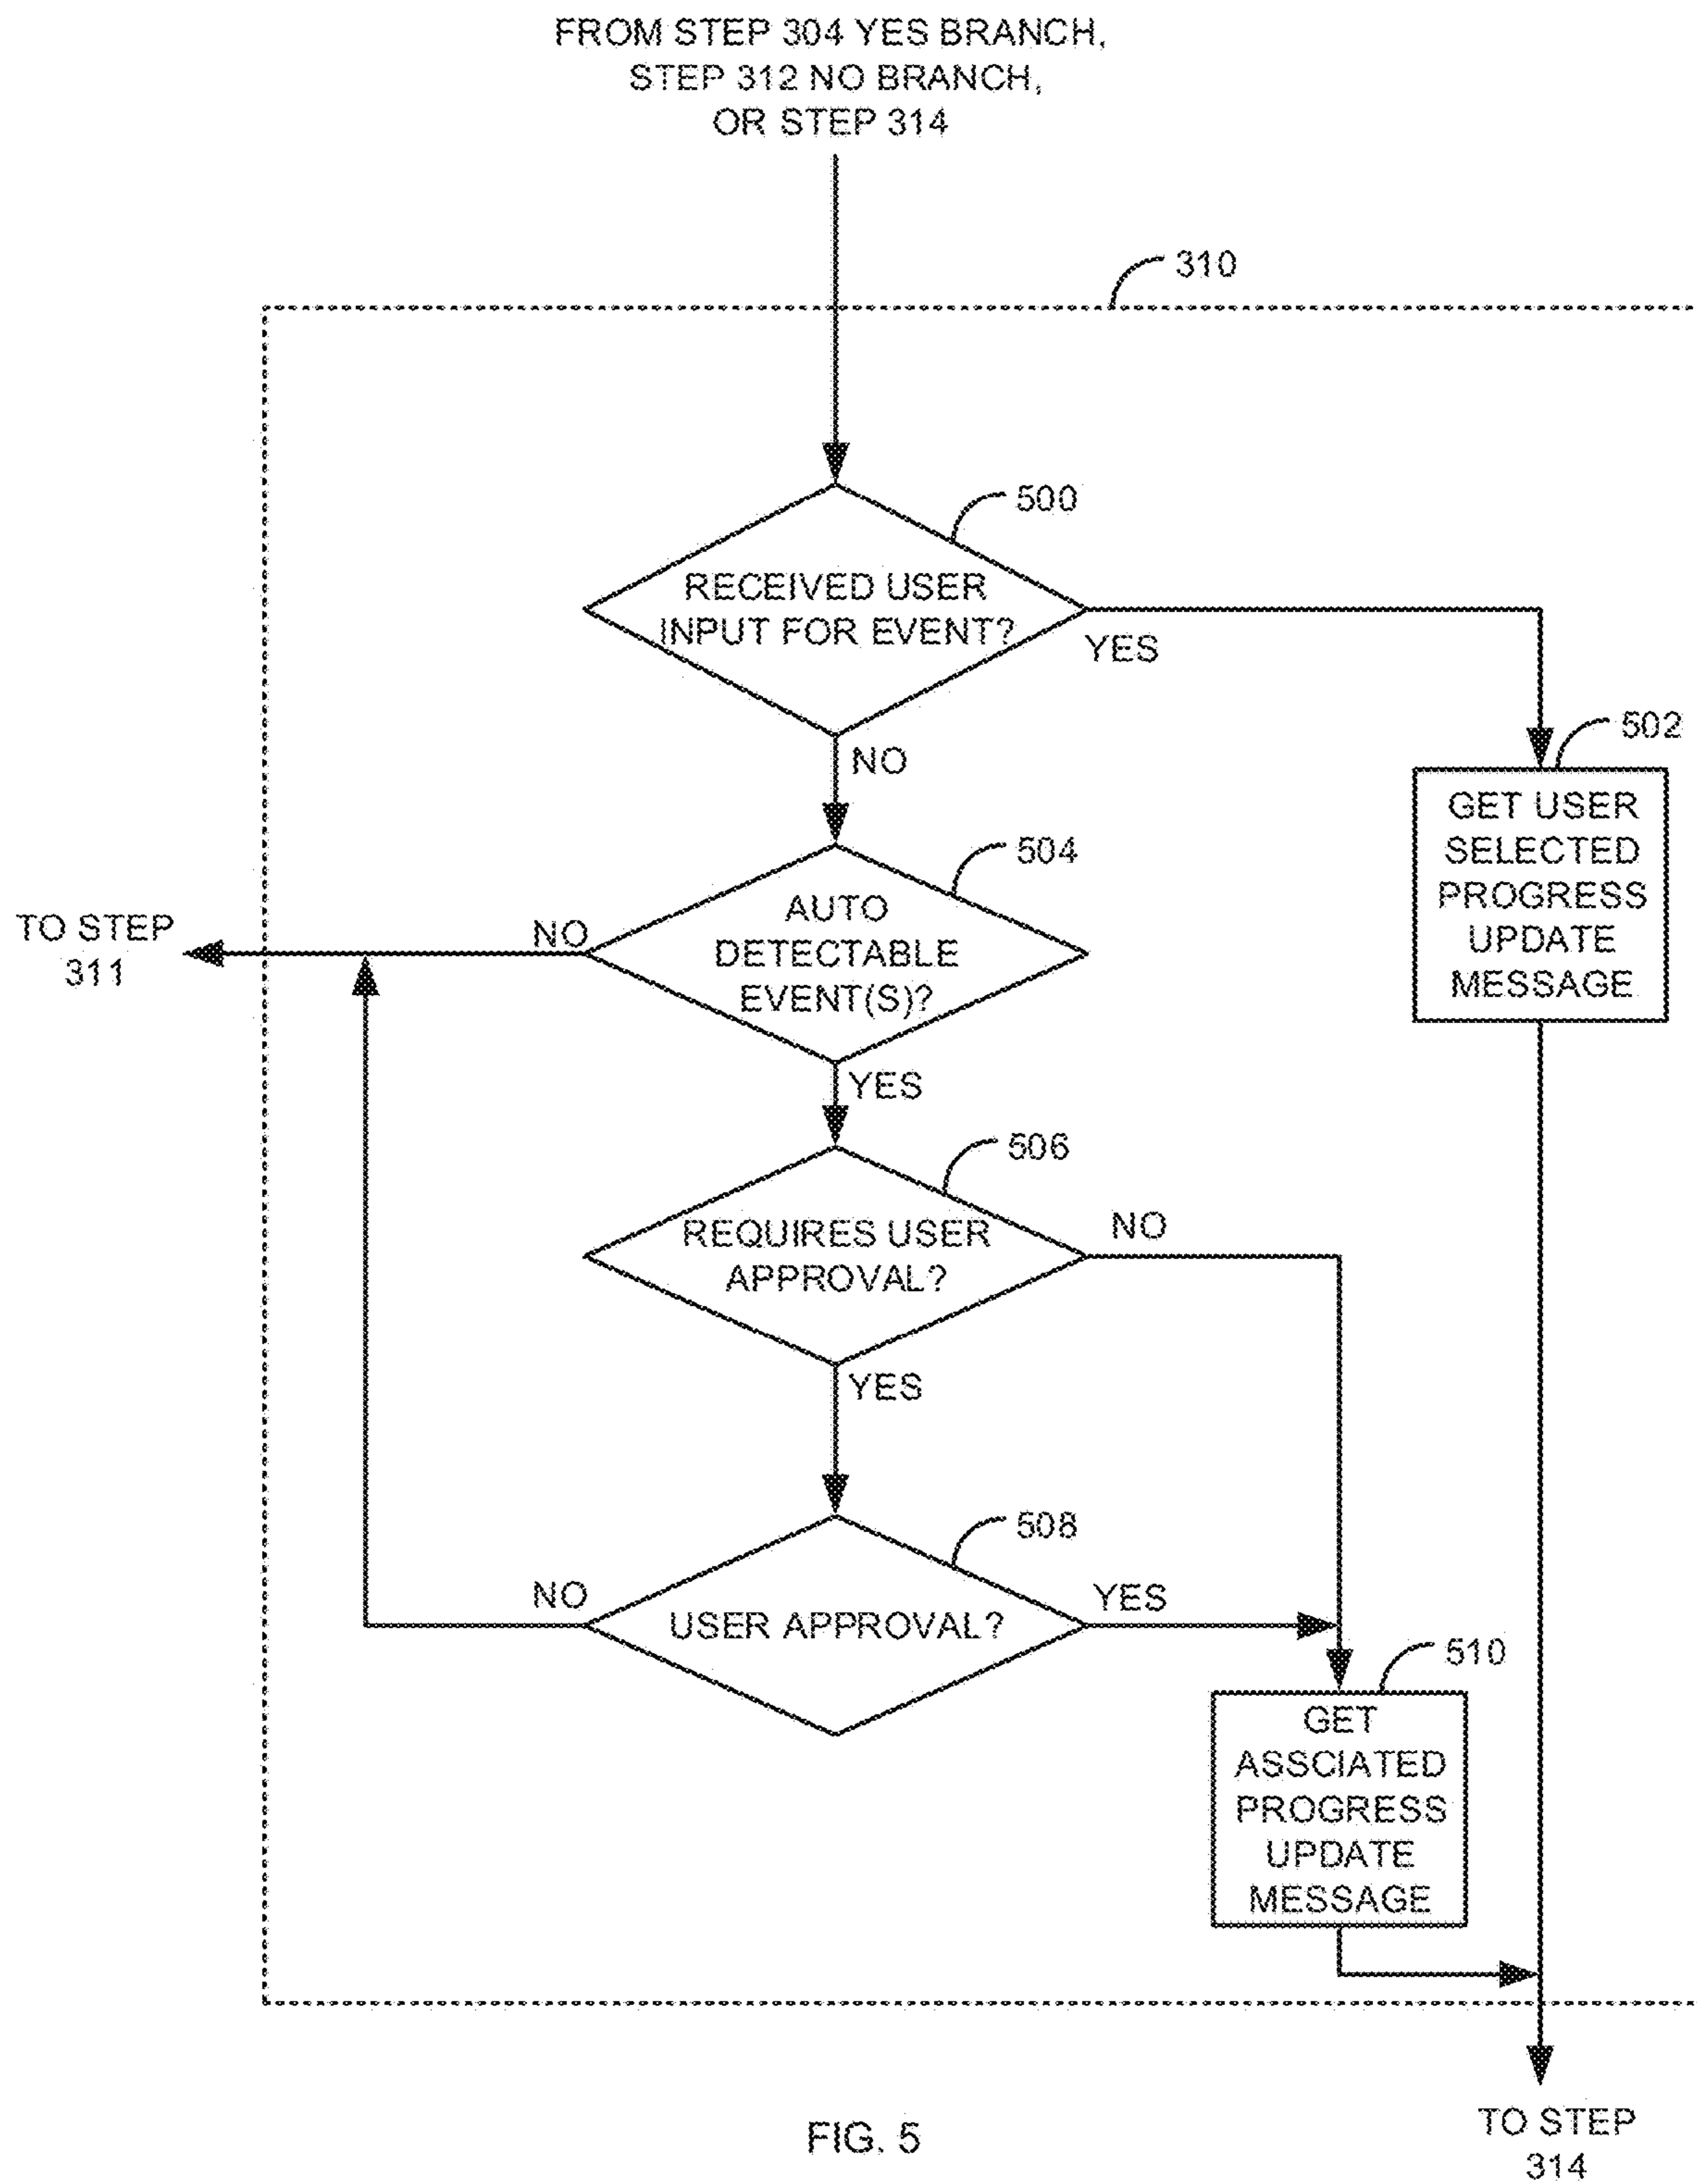 FROM STEP 304 YES BRANCH,
STEP 312 NO BRANCH,
OR STEP 314
310
500
RECEIVED USER
INPUT FOR EVENT?
YES
NO
502
GET USER
SELECTED
PROGRESS
UPDATE
MESSAGE
504
AUTO
DETECTABLE
EVENT(S)?
NO
TO STEP
311
YES
506
REQUIRES USER
APPROVAL?
NO
YES
508
USER APPROVAL?
NO
YES
510
GET
ASSCIATED
PROGRESS
UPDATE
MESSAGE
TO STEP
314
FIG. 5